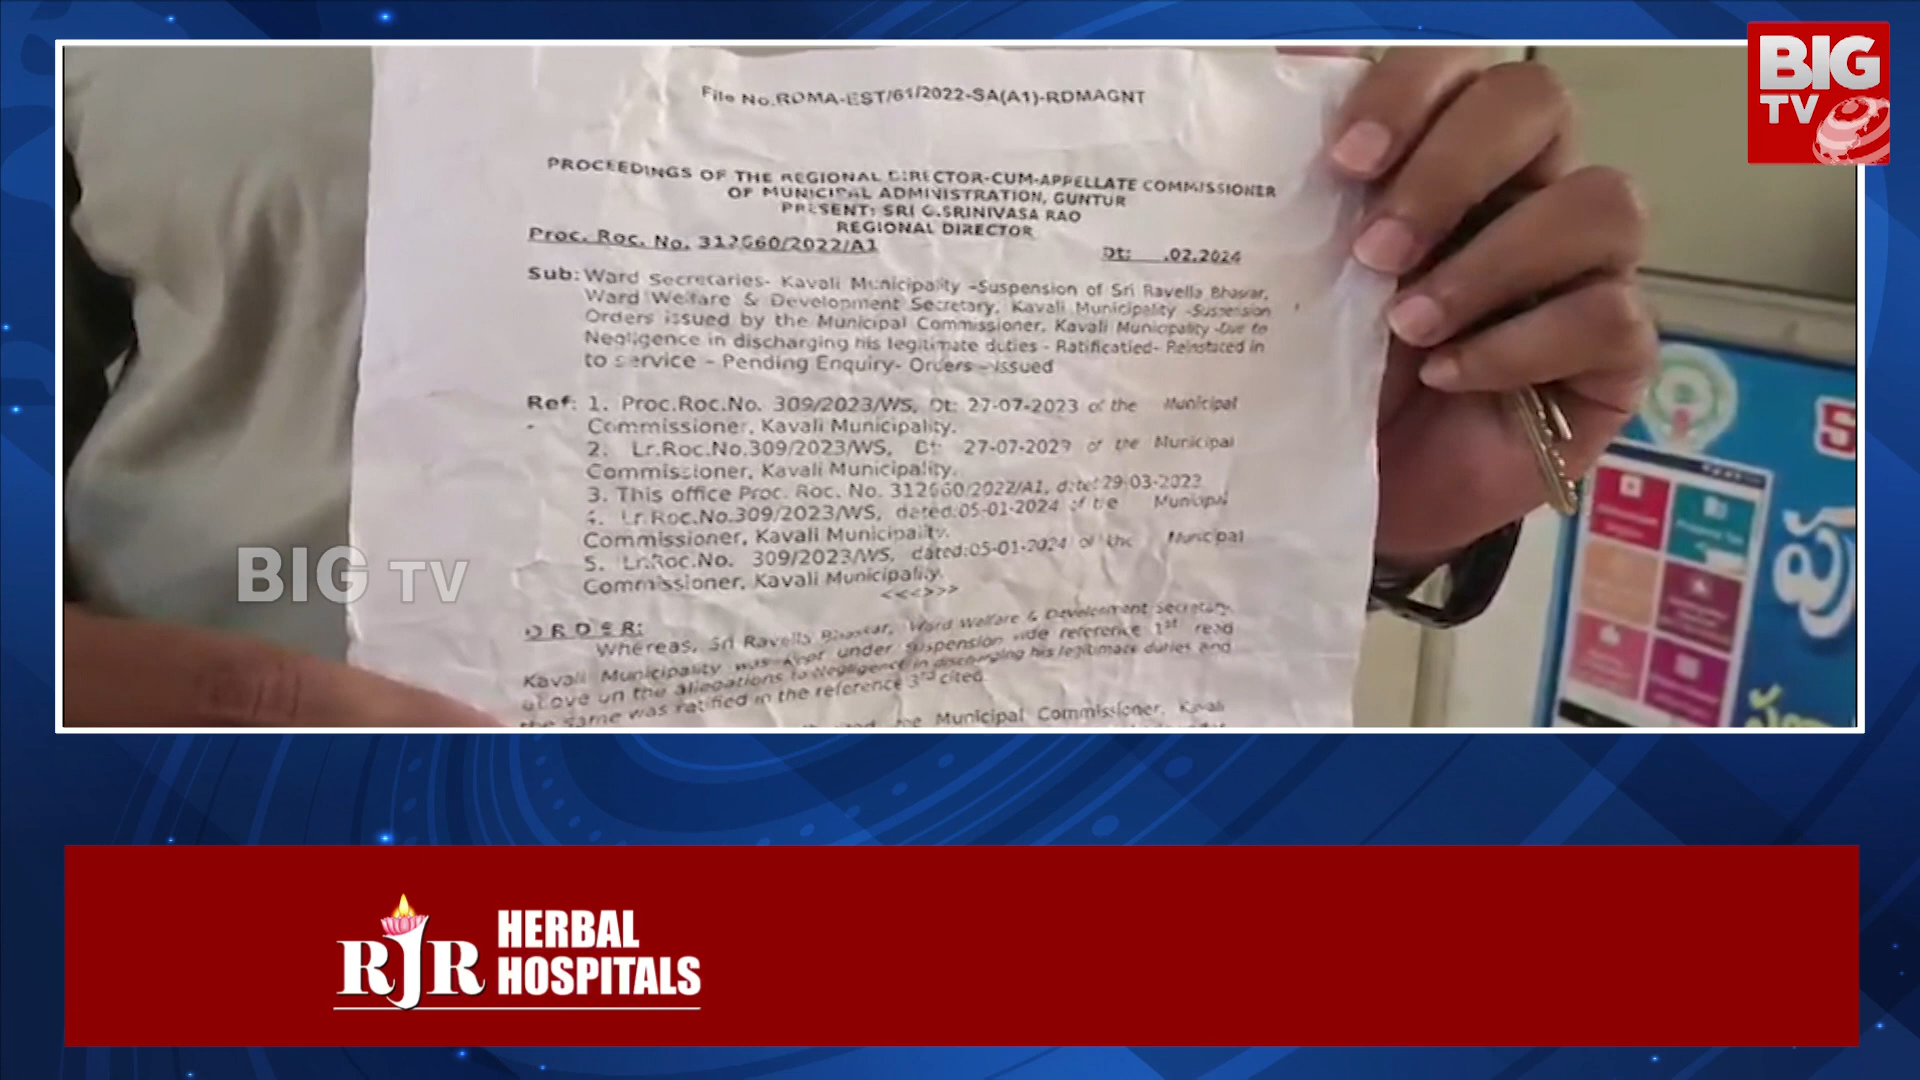 BIG
TV
File No.RDMA-EST/61/2022-SA(A1)-RDMAGNT
PROCEEDINGS OF THE REGIONAL DIRECTOR-CUM-APPELLATE COMMISSIONER
OF MUNICIPAL ADMINISTRATION, GUNTUR
PRESENT: SRI G.SRINIVASA RAO
REGIONAL DIRECTOR
Proc. Roc. No. 312660/2022/A1
Dt: .02.2024
Sub: Ward Secretaries- Kavali Municipality -Suspension of Sri Ravella Bhaskar,
Ward Welfare & Development Secretary, Kavali Municipality -Suspension
Orders issued by the Municipal Commissioner, Kavali Municipality -Due to
Negligence in discharging his legitimate duties - Ratificatied- Reinstated in
to service - Pending Enquiry- Orders -Issued
Ref: 1. Proc.Roc.No. 309/2023/WS, Dt: 27-07-2023 of the Municipal
Commissioner, Kavali Municipality.
2. Lr.Roc.No.309/2023/WS, Dt: 27-07-2023 of the Municipal
Commissioner, Kavali Municipality.
3. This office Proc. Roc. No. 312660/2022/A1, date: 29-03-2023
4. Lr.Roc.No.309/2023/WS, dated:05-01-2024 of the Municipal
Commissioner, Kavali Municipality.
5. Lr.Roc.No. 309/2023/WS, dated:05-01-2024 of the Municipal
Commissioner, Kavali Municipality.
<<<>>>
BIG TV
O R D E R:
Whereas, Sri Ravella Bhaskar, Ward Welfare & Development Secretary,
Kavali Municipality was kept under suspension vide reference 1st read
above on the allegations to Negligence in discharging his legitimate duties and
the same was ratified in the reference 3rd cited.
the Municipal Commissioner, Kavali
RJR HERBAL
HOSPITALS